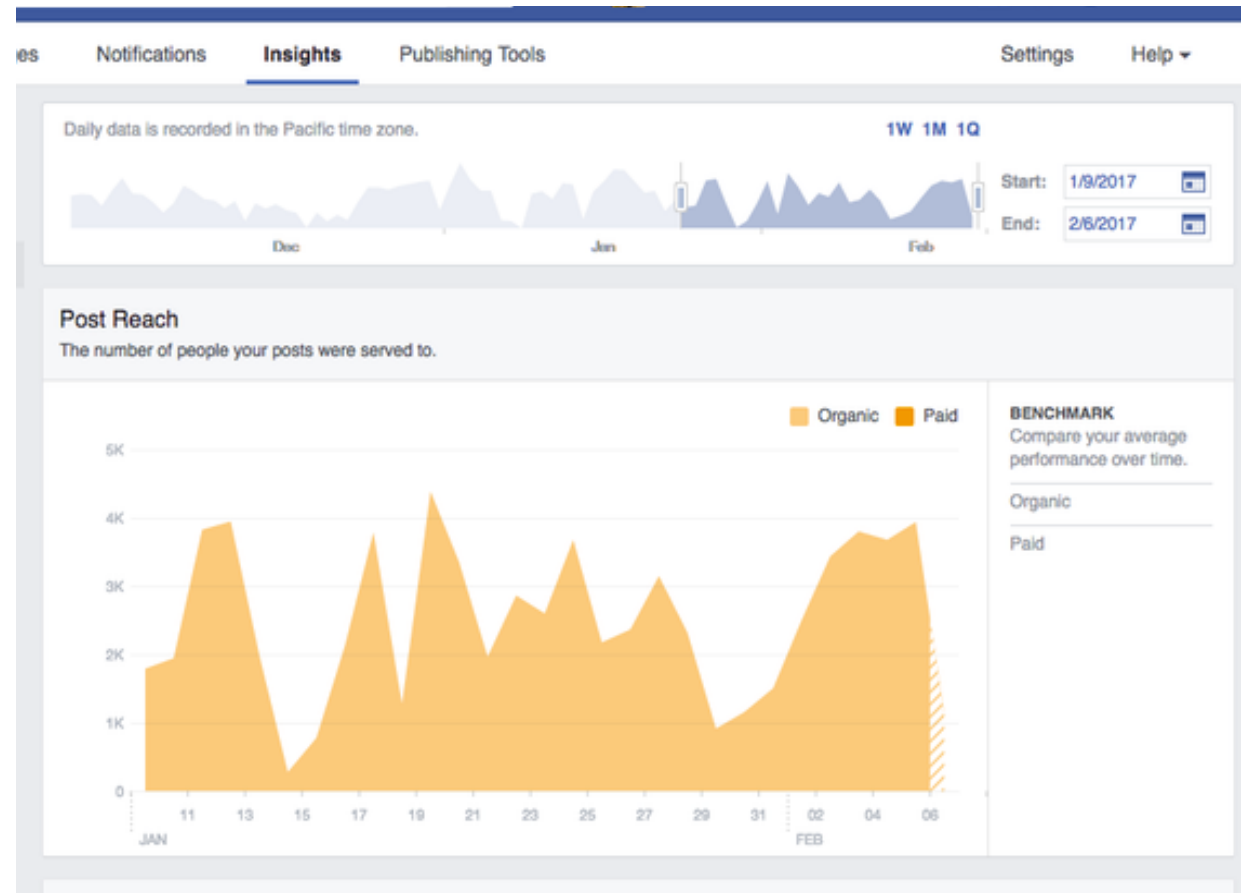 es Notifications Insights Publishing Tools Settings Help
Daily data is recorded in the Pacific time zone.
1W 1M 1Q
Start: 1/9/2017
End: 2/6/2017
Dec Jan Feb
Post Reach
The number of people your posts were served to.
Organic Paid
BENCHMARK
Compare your average
performance over time.
Organic
Paid
5K
4K
3K
2K
1K
0
11 13 15 17 19 21 23 25 27 29 31 02 04 06
JAN FEB